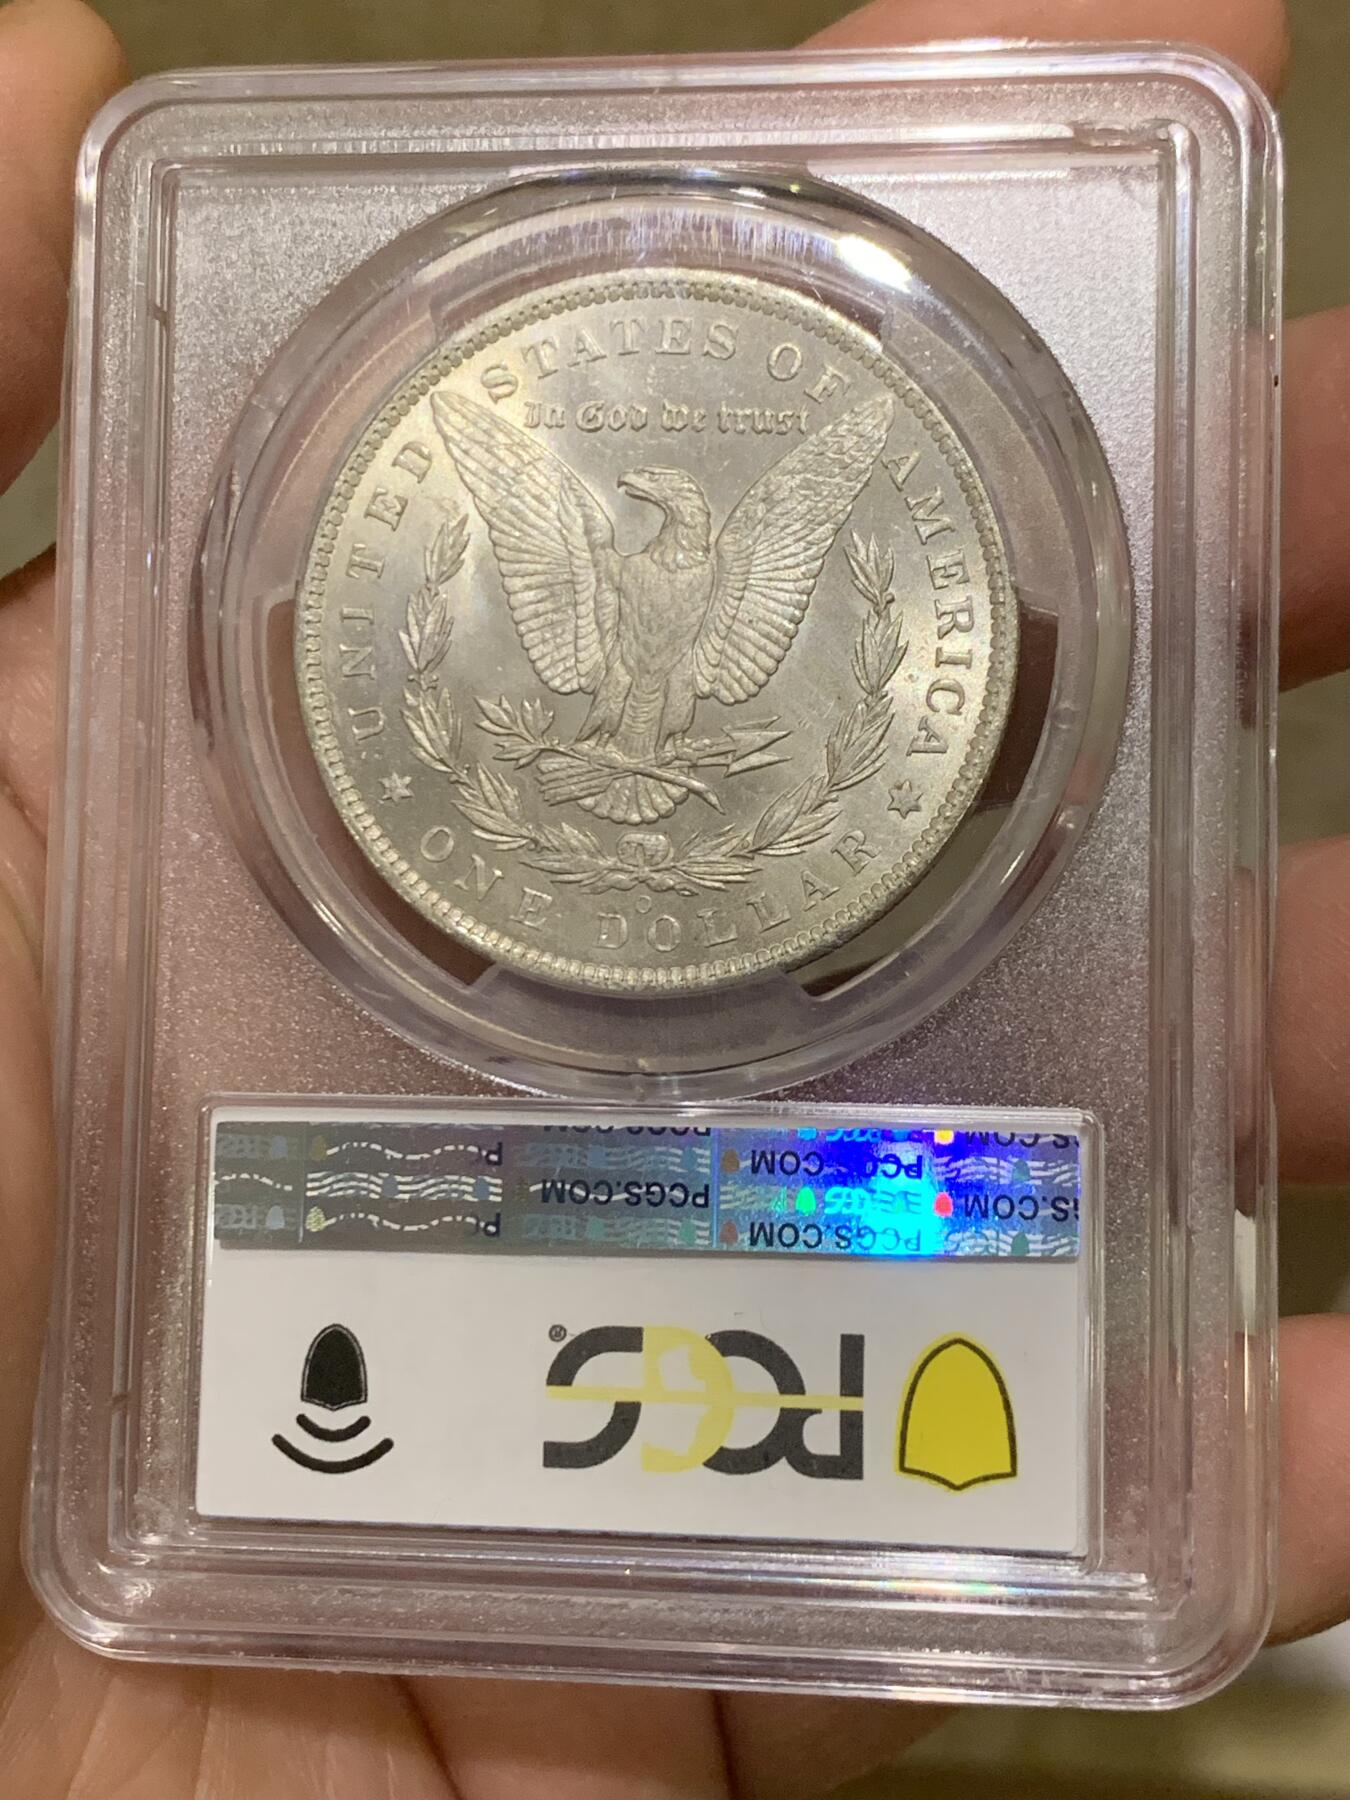 UNITED STATES OF AMERICA
In God we trust
O
ONE DOLLAR
PCGS.COM
PCGS.COM
PCGS.COM
PCGS.COM
PCGS®